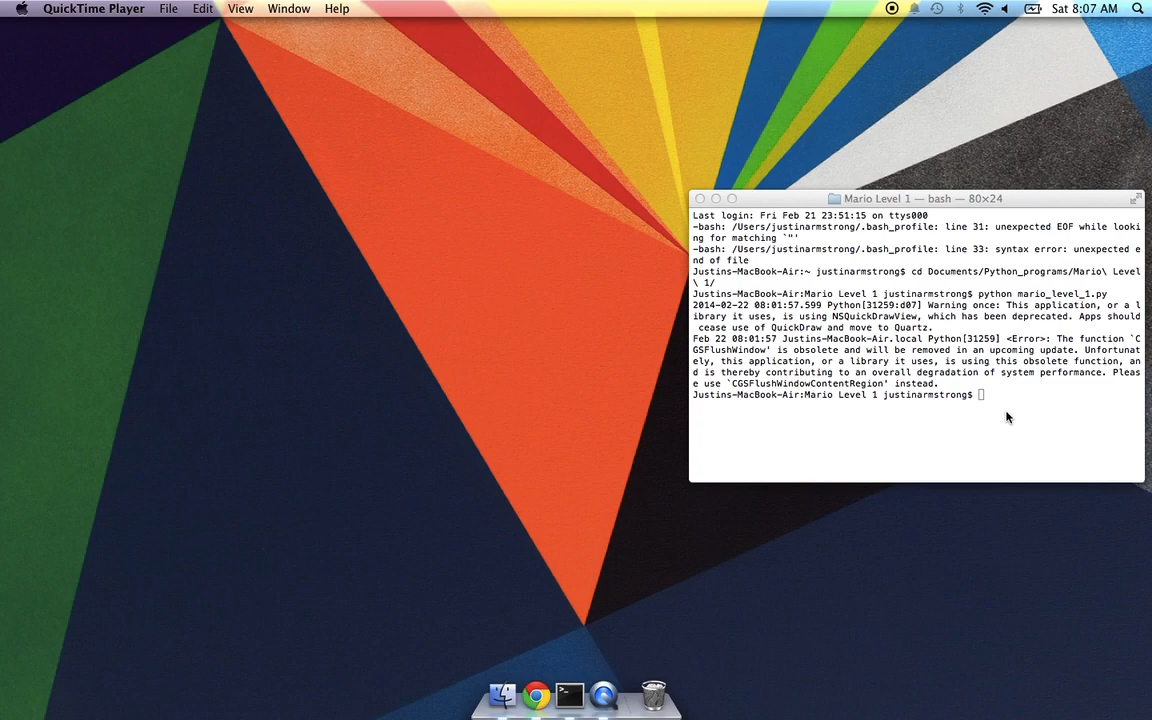 QuickTime Player File Edit View Window Help Sat 8:07 AM
Mario Level 1 — bash — 80×24
Last login: Fri Feb 21 23:51:15 on ttys000
-bash: /Users/justinarmstrong/.bash_profile: line 31: unexpected EOF while looki
ng for matching `"'
-bash: /Users/justinarmstrong/.bash_profile: line 33: syntax error: unexpected e
nd of file
Justins-MacBook-Air:~ justinarmstrong$ cd Documents/Python_programs/Mario\ Level
\ 1/
Justins-MacBook-Air:Mario Level 1 justinarmstrong$ python mario_level_1.py
2014-02-22 08:01:57.599 Python[31259:d07] Warning once: This application, or a l
ibrary it uses, is using NSQuickDrawView, which has been deprecated. Apps should
 cease use of QuickDraw and move to Quartz.
Feb 22 08:01:57 Justins-MacBook-Air.local Python[31259] <Error>: The function `C
GSFlushWindow' is obsolete and will be removed in an upcoming update. Unfortunat
ely, this application, or a library it uses, is using this obsolete function, an
d is thereby contributing to an overall degradation of system performance. Pleas
e use `CGSFlushWindowContentRegion' instead.
Justins-MacBook-Air:Mario Level 1 justinarmstrong$